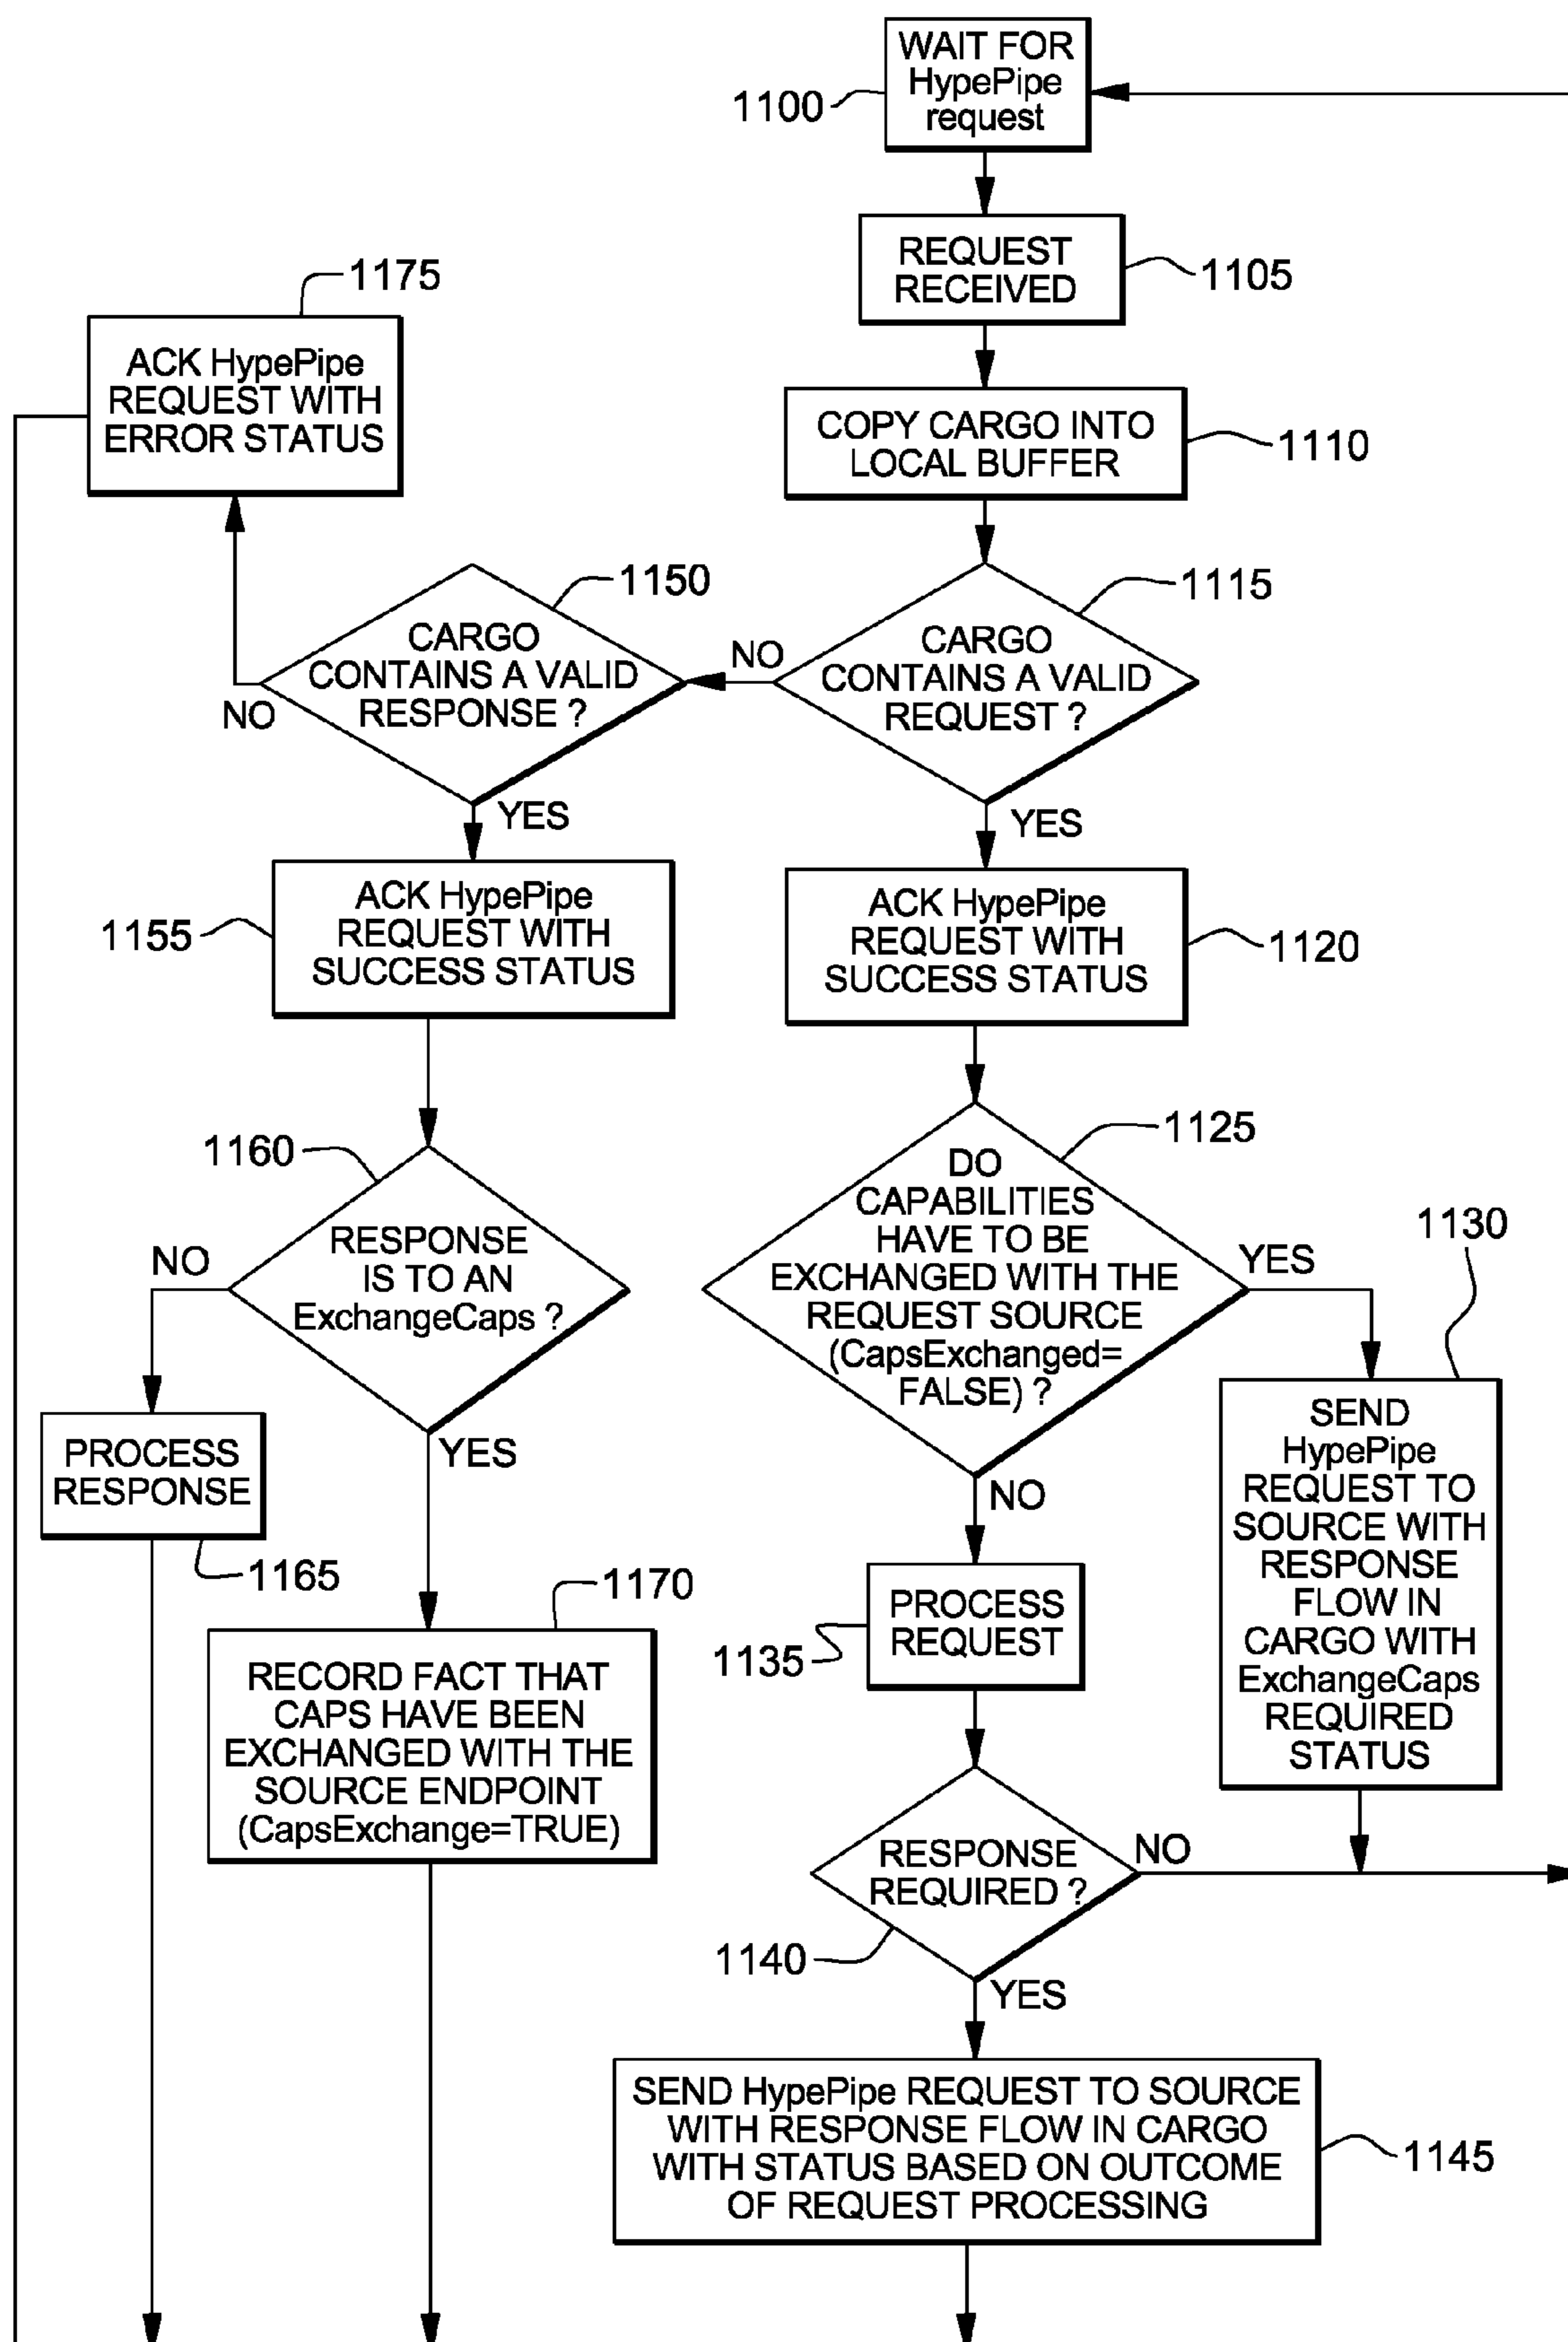 WAIT FOR
HypePipe
request
1100
REQUEST
RECEIVED
1105
1175
ACK HypePipe
REQUEST WITH
ERROR STATUS
COPY CARGO INTO
LOCAL BUFFER
1110
1150
CARGO
CONTAINS A VALID
RESPONSE ?
NO
NO
YES
1115
CARGO
CONTAINS A VALID
REQUEST ?
YES
ACK HypePipe
REQUEST WITH
SUCCESS STATUS
1155
ACK HypePipe
REQUEST WITH
SUCCESS STATUS
1120
1160
RESPONSE
IS TO AN
ExchangeCaps ?
NO
YES
1125
DO
CAPABILITIES
HAVE TO BE
EXCHANGED WITH THE
REQUEST SOURCE
(CapsExchanged=
FALSE) ?
YES
NO
1130
SEND
HypePipe
REQUEST TO
SOURCE WITH
RESPONSE
FLOW IN
CARGO WITH
ExchangeCaps
REQUIRED
STATUS
PROCESS
RESPONSE
1165
1170
RECORD FACT THAT
CAPS HAVE BEEN
EXCHANGED WITH THE
SOURCE ENDPOINT
(CapsExchange=TRUE)
PROCESS
REQUEST
1135
RESPONSE
REQUIRED ?
NO
1140
YES
SEND HypePipe REQUEST TO SOURCE
WITH RESPONSE FLOW IN CARGO
WITH STATUS BASED ON OUTCOME
OF REQUEST PROCESSING
1145